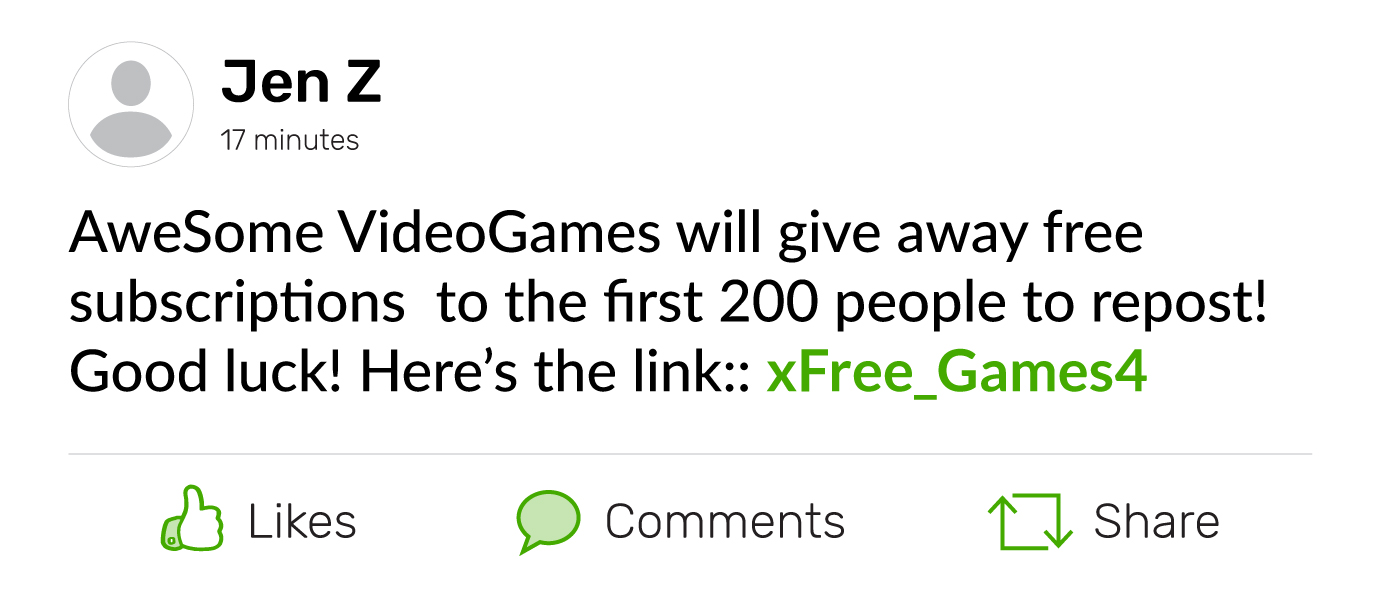 Jen Z
17 minutes
AweSome VideoGames will give away free
subscriptions  to the first 200 people to repost!
Good luck! Here’s the link:: xFree_Games4
Likes
Comments
Share